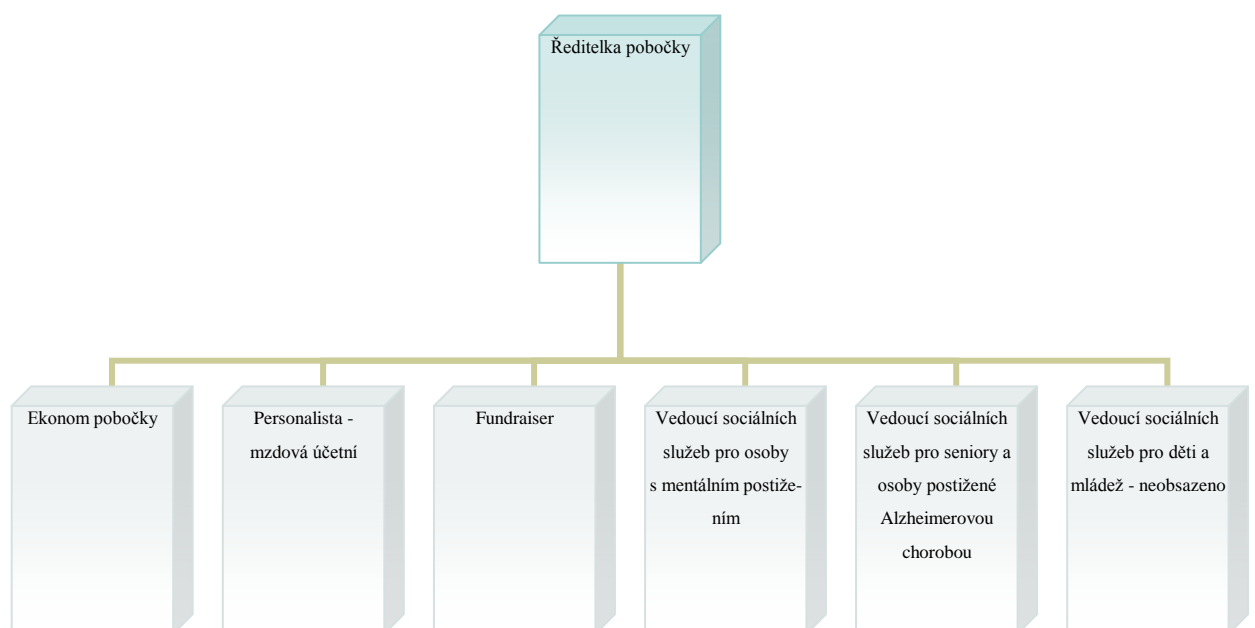 Ředitelka pobočky
Ekonom pobočky
Personalista -
mzdová účetní
Fundraiser
Vedoucí sociálních
služeb pro osoby
s mentálním postiže-
ním
Vedoucí sociálních
služeb pro seniory a
osoby postižené
Alzheimerovou
chorobou
Vedoucí sociálních
služeb pro děti a
mládež - neobsazeno